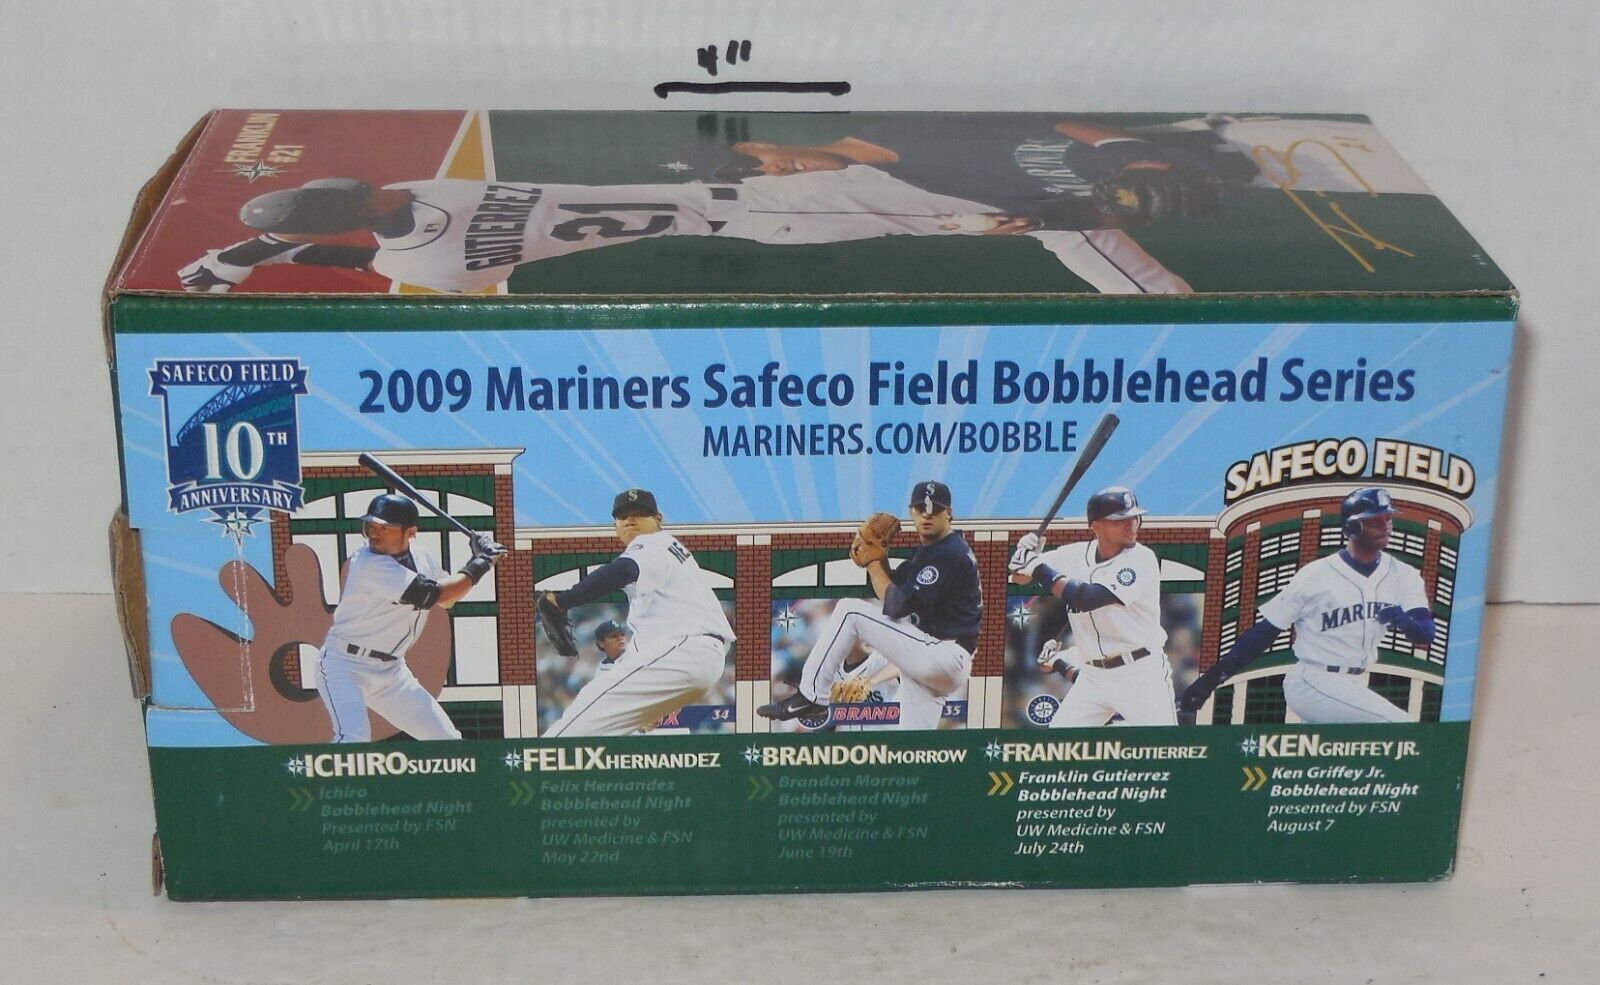 4"
FRANKLIN
#21
GUTIERREZ
21
MARINERS
SAFECO FIELD
10TH
ANNIVERSARY
2009 Mariners Safeco Field Bobblehead Series
MARINERS.COM/BOBBLE
SAFECO FIELD
S
HE
MARINE
34
BRAND
35
ICHIRO SUZUKI
Ichiro
Bobblehead Night
Presented by FSN
April 17th
FELIX HERNANDEZ
Felix Hernandez
Bobblehead Night
presented by
UW Medicine & FSN
May 22nd
BRANDON MORROW
Brandon Morrow
Bobblehead Night
presented by
UW Medicine & FSN
June 19th
FRANKLIN GUTIERREZ
Franklin Gutierrez
Bobblehead Night
presented by
UW Medicine & FSN
July 24th
KEN GRIFFEY JR.
Ken Griffey Jr.
Bobblehead Night
presented by FSN
August 7